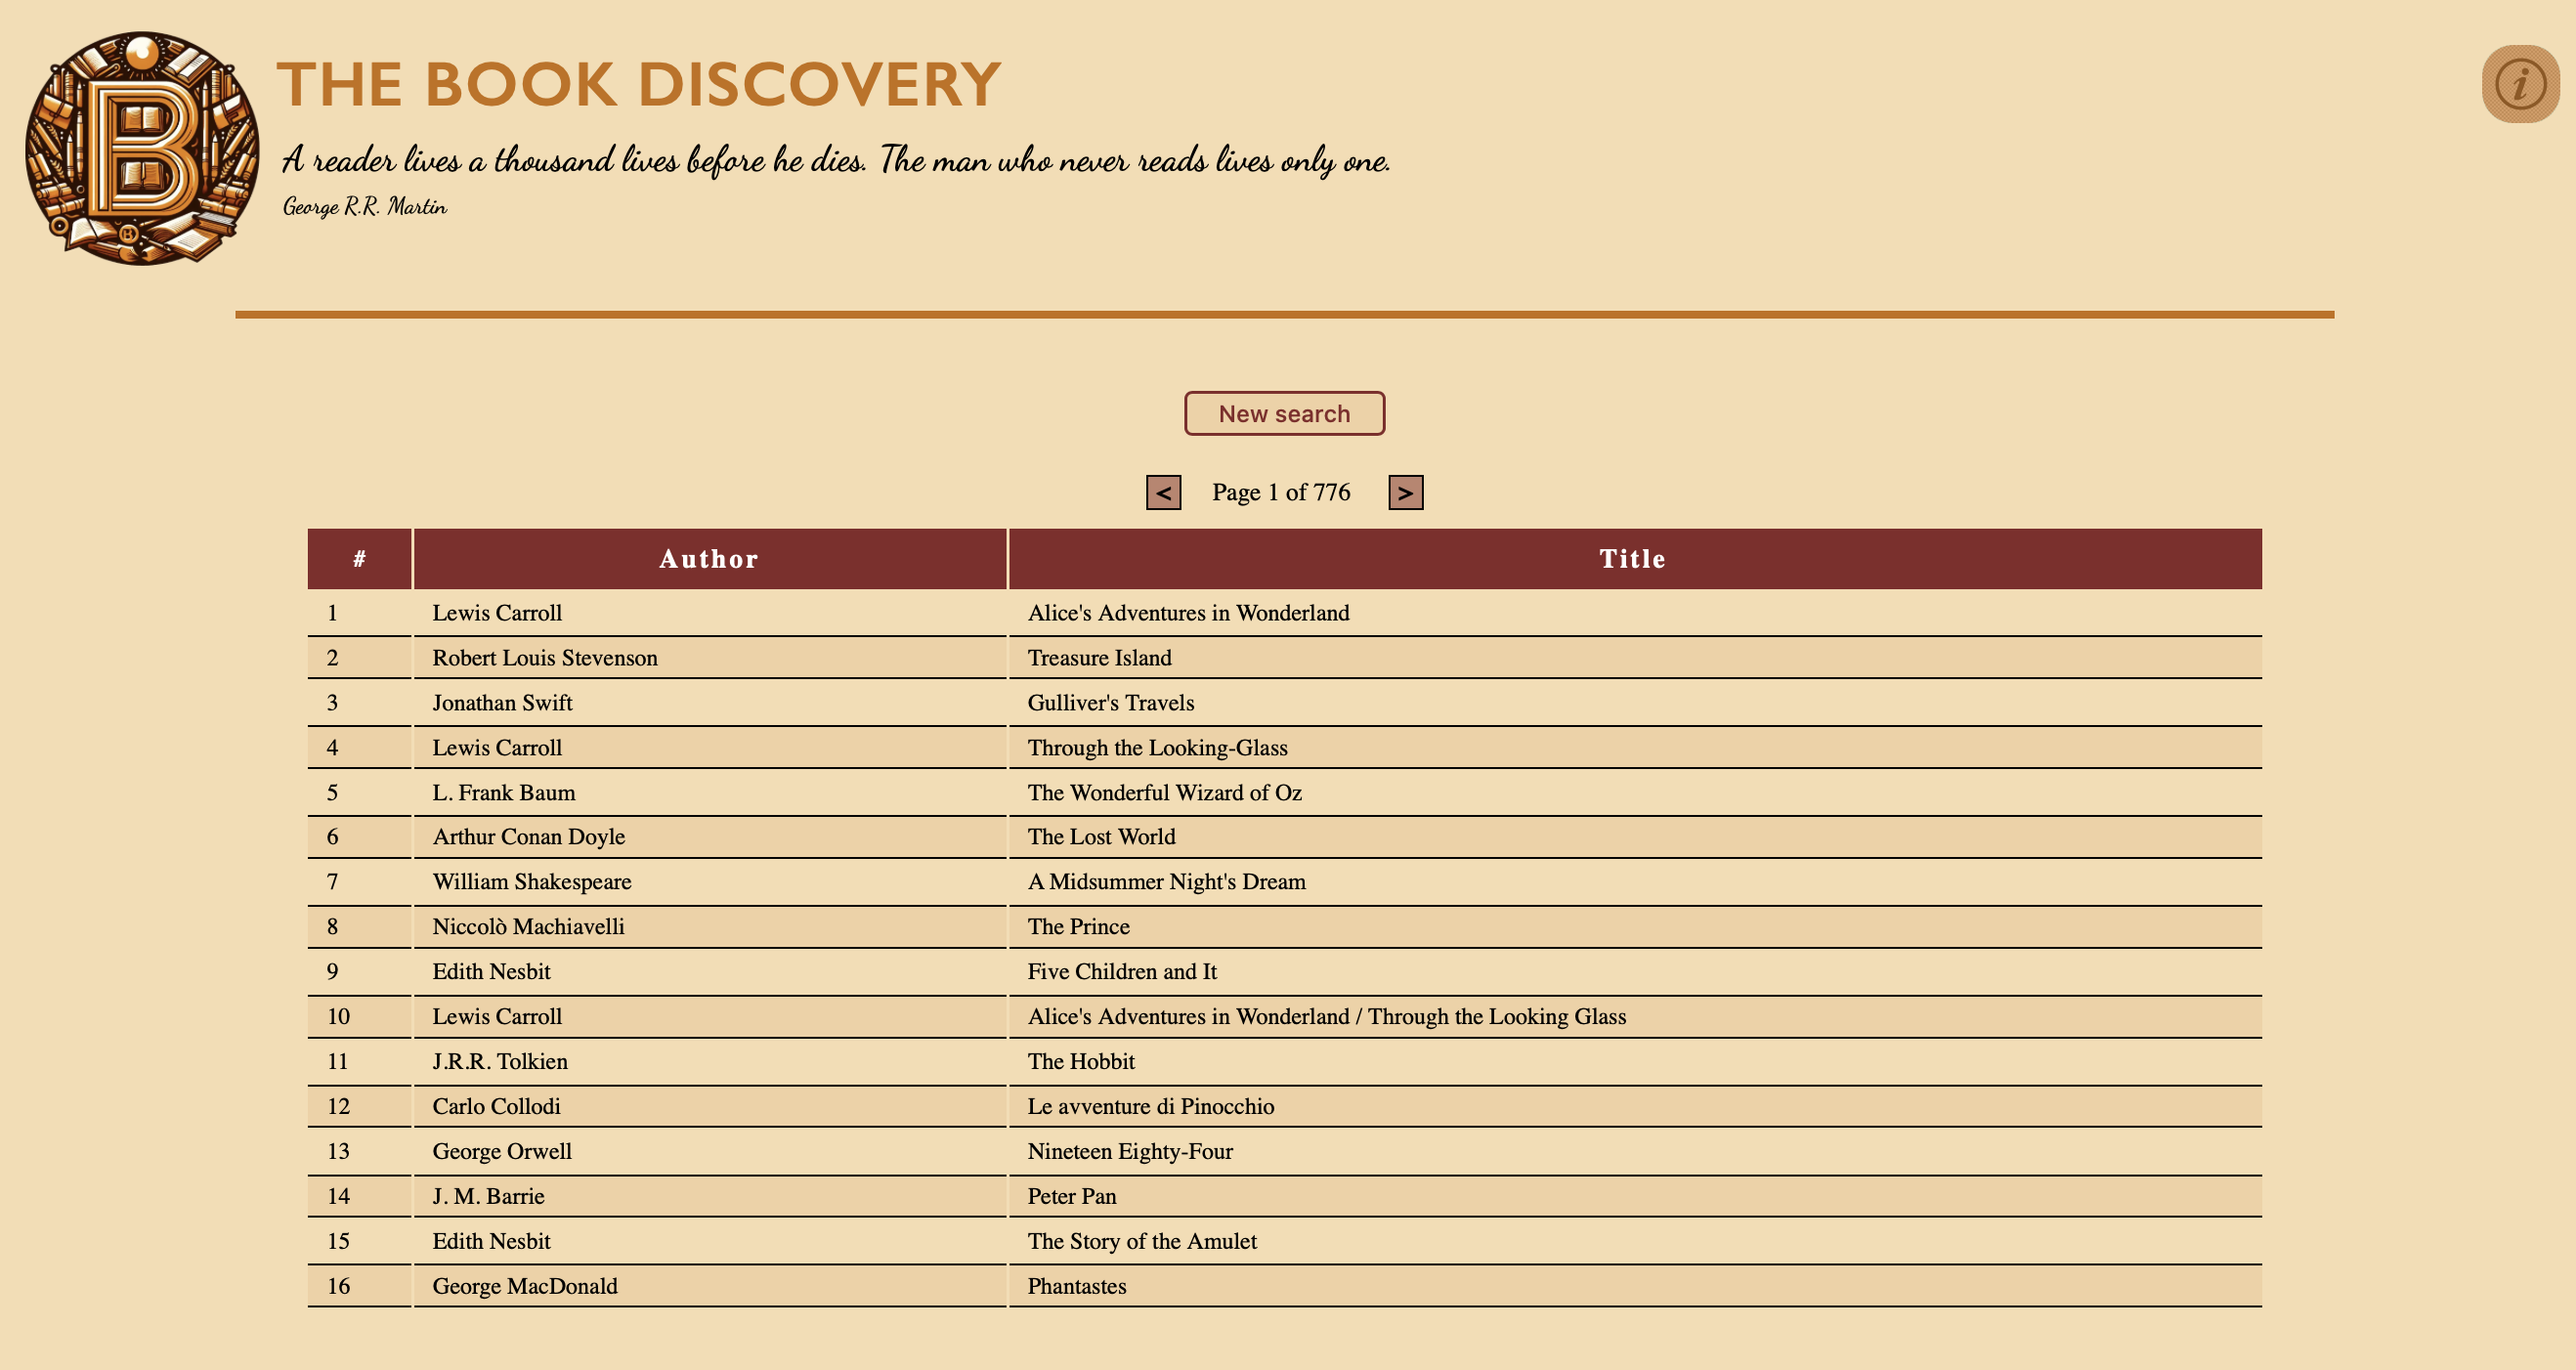 B
THE BOOK DISCOVERY
i
A reader lives a thousand lives before he dies. The man who never reads lives only one.
George R.R. Martin
New search
< Page 1 of 776 >
# Author Title
1 Lewis Carroll Alice's Adventures in Wonderland
2 Robert Louis Stevenson Treasure Island
3 Jonathan Swift Gulliver's Travels
4 Lewis Carroll Through the Looking-Glass
5 L. Frank Baum The Wonderful Wizard of Oz
6 Arthur Conan Doyle The Lost World
7 William Shakespeare A Midsummer Night's Dream
8 Niccolò Machiavelli The Prince
9 Edith Nesbit Five Children and It
10 Lewis Carroll Alice's Adventures in Wonderland / Through the Looking Glass
11 J.R.R. Tolkien The Hobbit
12 Carlo Collodi Le avventure di Pinocchio
13 George Orwell Nineteen Eighty-Four
14 J. M. Barrie Peter Pan
15 Edith Nesbit The Story of the Amulet
16 George MacDonald Phantastes